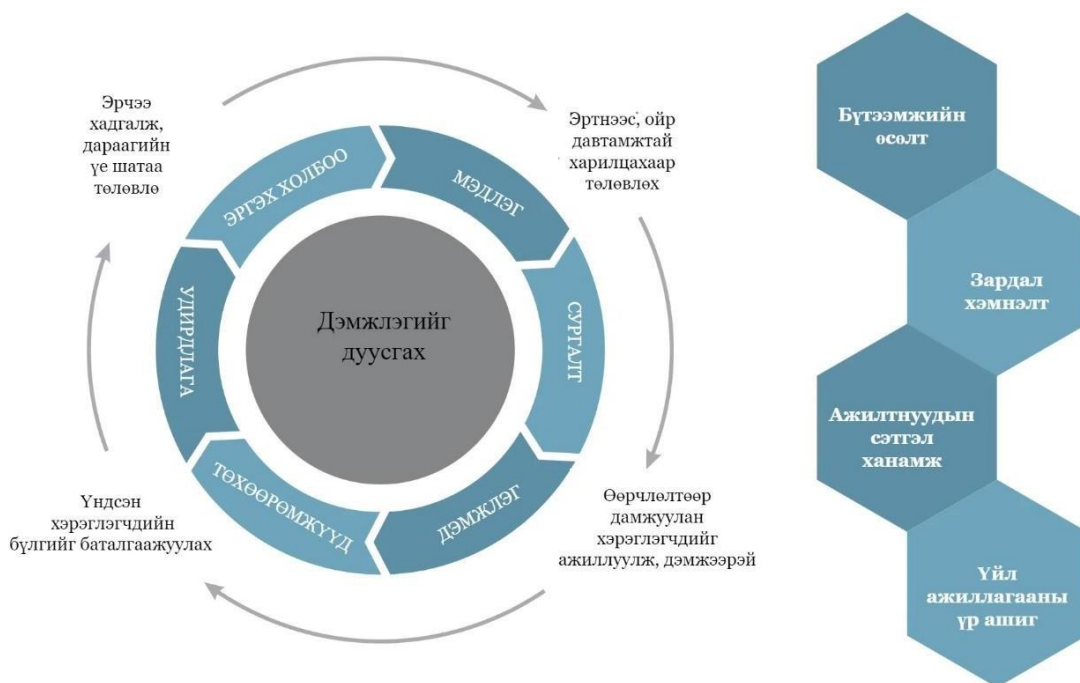 Эрчээ
хадгалж,
дараагийн
үе шатаа
төлөвлө
Эртнээс, ойр
давтамжтай
харилцахаар
төлөвлөх
ЭРГЭХ ХОЛБОО
МЭДЛЭГ
УДИРДЛАГА
СУРГАЛТ
ТӨХӨӨРӨМЖҮҮД
ДЭМЖЛЭГ
Дэмжлэгийг
дуусгах
Үндсэн
хэрэглэгчдийн
бүлгийг баталгаажуулах
Өөрчлөлтөөр
дамжуулан
хэрэглэгчдийг
ажиллуулж, дэмжээрэй
Бүтээмжийн
өсөлт
Зардал
хэмнэлт
Ажилтнуудын
сэтгэл
ханамж
Үйл
ажиллагааны
үр ашиг